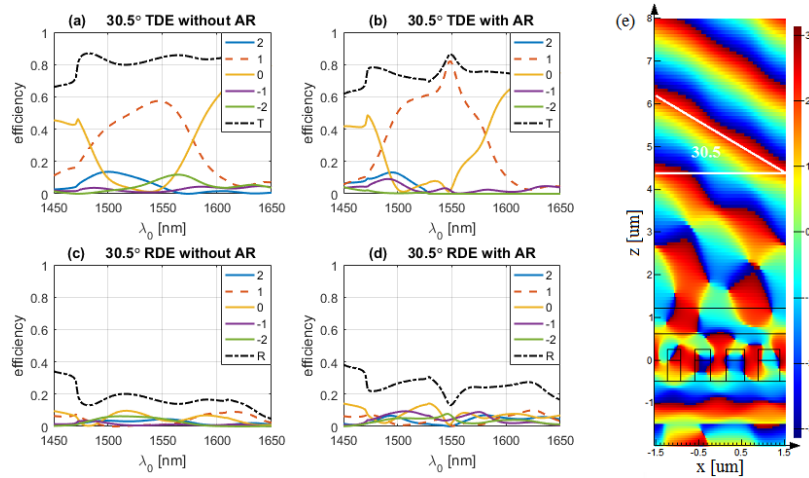 (a) 30.5° TDE without AR
efficiency
1
0.8
0.6
0.4
0.2
0
1450 1500 1550 1600 1650
λ0 [nm]
2
1
0
-1
-2
T
(b) 30.5° TDE with AR
efficiency
1
0.8
0.6
0.4
0.2
0
1450 1500 1550 1600 1650
λ0 [nm]
2
1
0
-1
-2
T
(c) 30.5° RDE without AR
efficiency
1
0.8
0.6
0.4
0.2
0
1450 1500 1550 1600 1650
λ0 [nm]
2
1
0
-1
-2
R
(d) 30.5° RDE with AR
efficiency
1
0.8
0.6
0.4
0.2
0
1450 1500 1550 1600 1650
λ0 [nm]
2
1
0
-1
-2
R
(e)
z [um]
8
7
6
5
4
3
2
1
0
-1
30.5
-1.5 -0.5 0.5 1.5
x [um]